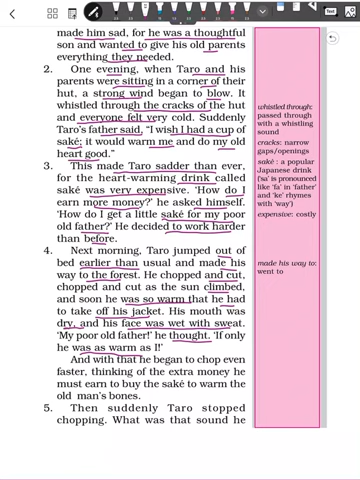 made him sad, for he was a thoughtful
son and wanted to give his old parents
everything they needed.
2. One evening, when Taro and his
parents were sitting in a corner of their
hut, a strong wind began to blow. It
whistled through the cracks of the hut
and everyone felt very cold. Suddenly
Taro's father said, "I wish I had a cup of
saké; it would warm me and do my old
heart good."
3. This made Taro sadder than ever,
for the heart-warming drink called
saké was very expensive. 'How do I
earn more money?' he asked himself.
'How do I get a little saké for my poor
old father?' He decided to work harder
than before.
4. Next morning, Taro jumped out of
bed earlier than usual and made his
way to the forest. He chopped and cut,
chopped and cut as the sun climbed,
and soon he was so warm that he had
to take off his jacket. His mouth was
dry, and his face was wet with sweat.
'My poor old father!' he thought. 'If only
he was as warm as I!'
And with that he began to chop even
faster, thinking of the extra money he
must earn to buy the saké to warm the
old man's bones.
5. Then suddenly Taro stopped
chopping. What was that sound he
whistled through:
passed through
with a whistling
sound
cracks: narrow
gaps/openings
saké : a popular
Japanese drink
('sa' is pronounced
like 'fa' in 'father'
and 'ke' rhymes
with 'way')
expensive: costly
made his way to:
went to